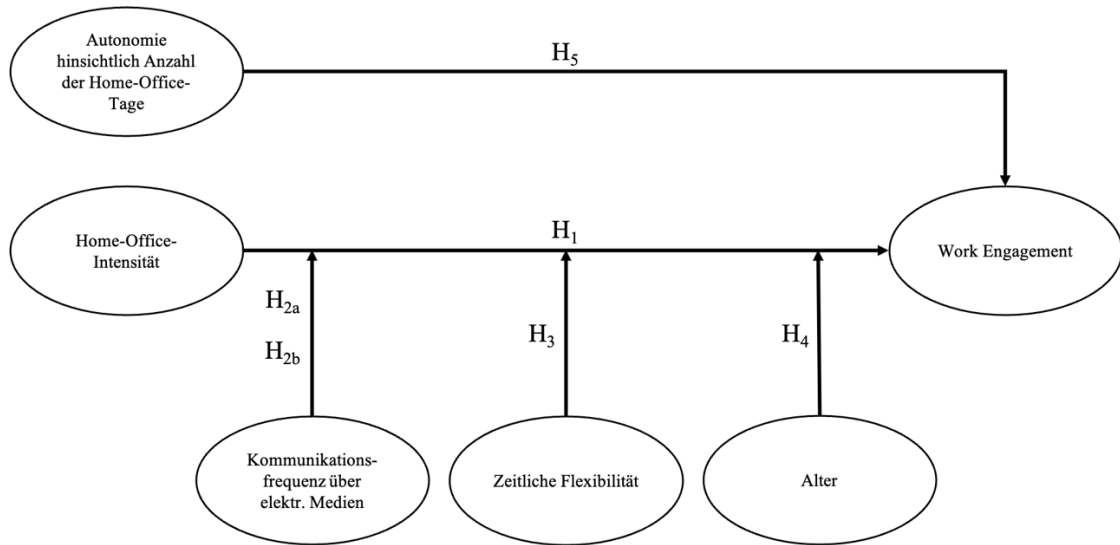 Autonomie
hinsichtlich Anzahl
der Home-Office-
Tage
H5
Home-Office-
Intensität
H1
Work Engagement
H2a
H2b
H3
H4
Kommunikations-
frequenz über
elektr. Medien
Zeitliche Flexibilität
Alter